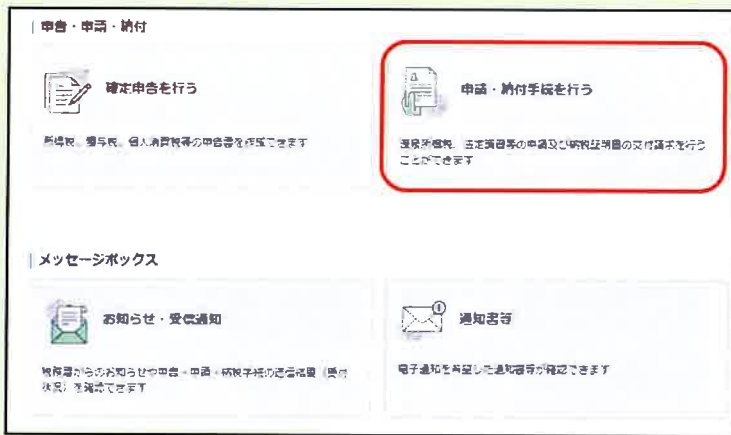 申告・申請・納付
確定申告を行う
所得税、贈与税、個人消費税等の申告書を作成できます
申請・納付手続を行う
源泉所得税、法定調書等の申請及び納税証明書の交付請求を行う
ことができます
メッセージボックス
お知らせ・受信通知
税務署からのお知らせや申告・申請・納税手続の送信結果（受付
状況）を確認できます
通知書等
電子通知を希望した通知書等が確認できます